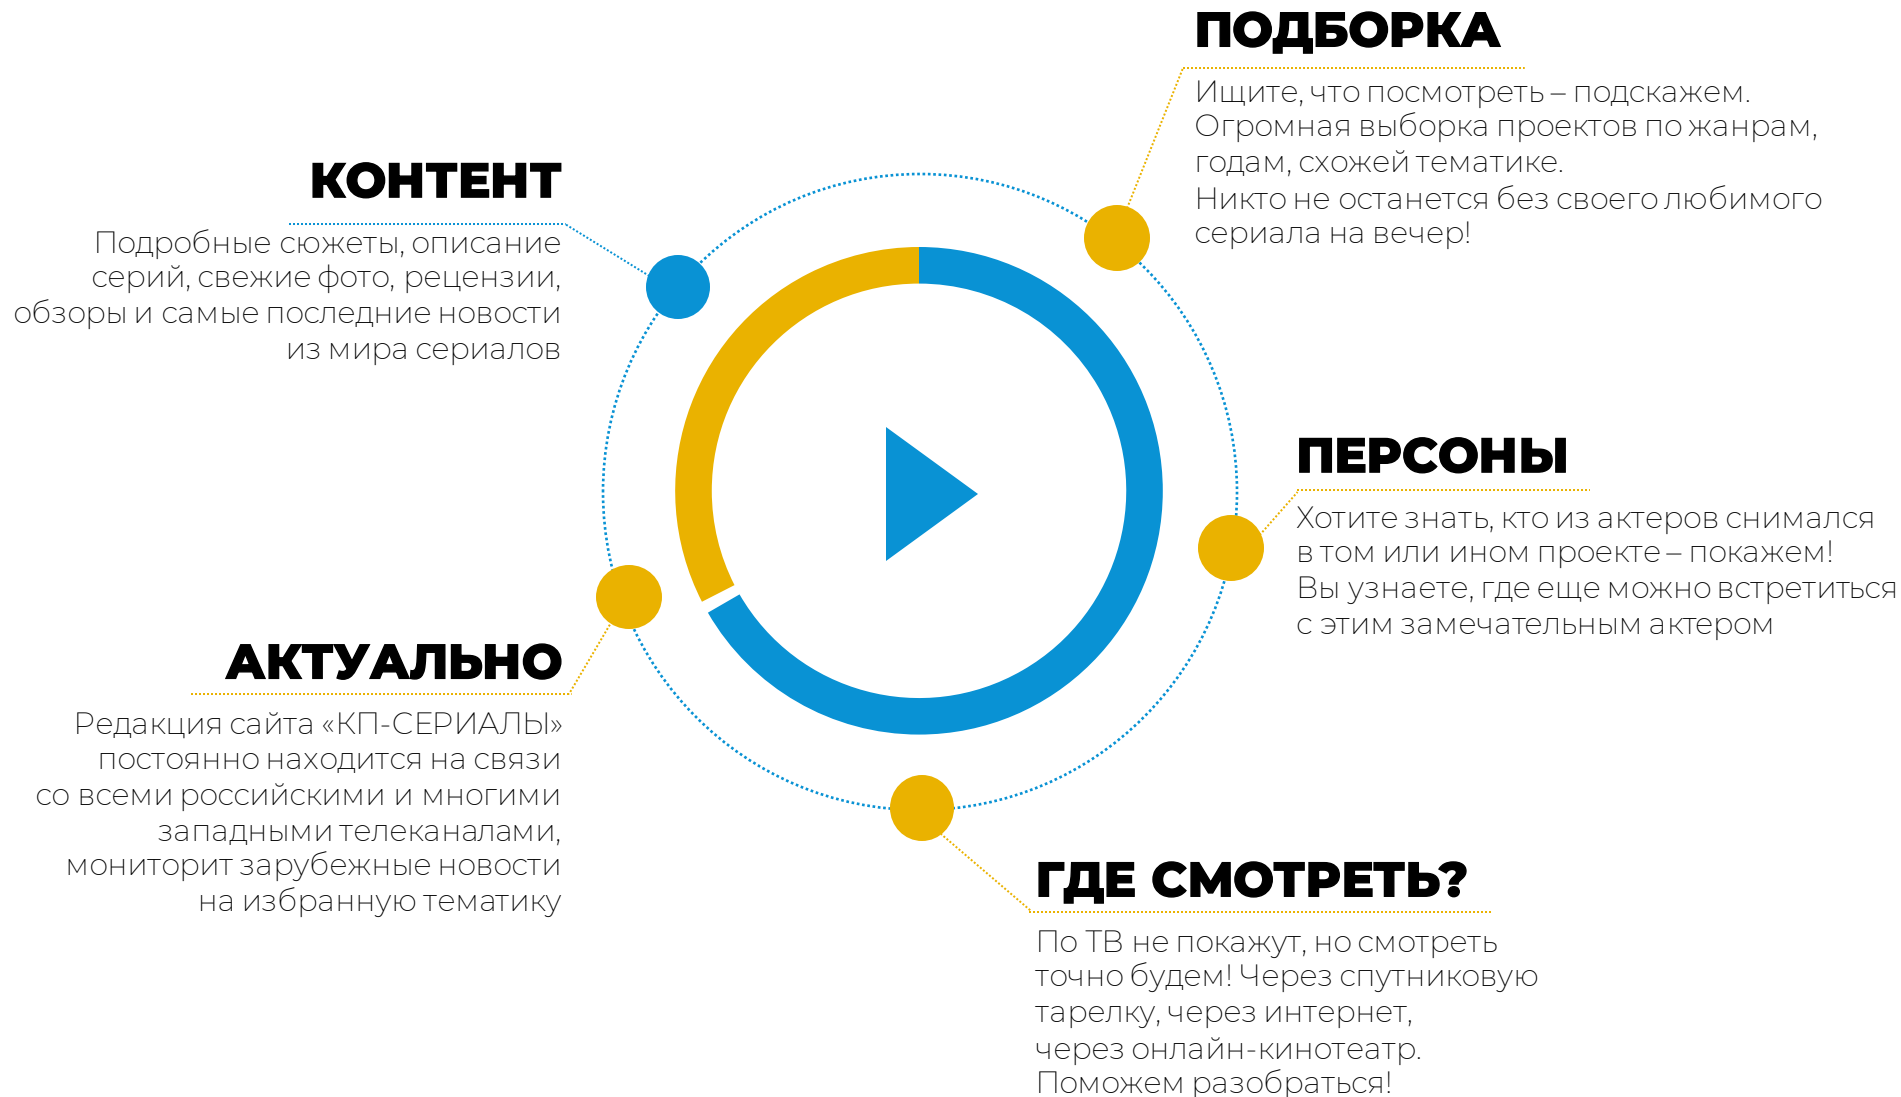 КОНТЕНТ
Подробные сюжеты, описание
серий, свежие фото, рецензии,
обзоры и самые последние новости
из мира сериалов
ПОДБОРКА
Ищите, что посмотреть – подскажем.
Огромная выборка проектов по жанрам,
годам, схожей тематике.
Никто не останется без своего любимого
сериала на вечер!
ПЕРСОНЫ
Хотите знать, кто из актеров снимался
в том или ином проекте – покажем!
Вы узнаете, где еще можно встретиться
с этим замечательным актером
АКТУАЛЬНО
Редакция сайта «КП-СЕРИАЛЫ»
постоянно находится на связи
со всеми российскими и многими
западными телеканалами,
мониторит зарубежные новости
на избранную тематику
ГДЕ СМОТРЕТЬ?
По ТВ не покажут, но смотреть
точно будем! Через спутниковую
тарелку, через интернет,
через онлайн-кинотеатр.
Поможем разобраться!